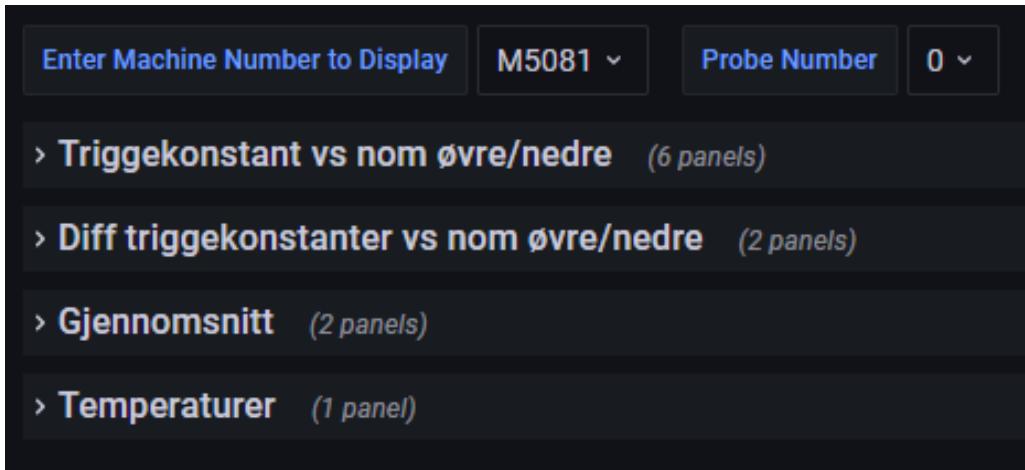 Enter Machine Number to Display M5081 Probe Number 0
Triggekonstant vs nom øvre/nedre (6 panels)
Diff triggekonstanter vs nom øvre/nedre (2 panels)
Gjennomsnitt (2 panels)
Temperaturer (1 panel)